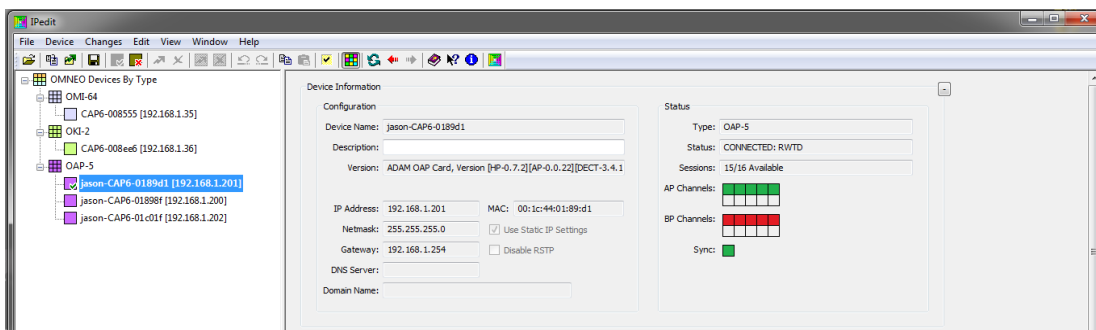 IPedit
File Device Changes Edit View Window Help
OMNEO Devices By Type
OMI-64
CAP6-008555 [192.168.1.35]
OKI-2
CAP6-008ee6 [192.168.1.36]
OAP-5
jason-CAP6-0189d1 [192.168.1.201]
jason-CAP6-01898f [192.168.1.200]
jason-CAP6-01c01f [192.168.1.202]
Device Information
Configuration
Device Name: jason-CAP6-0189d1
Description:
Version: ADAM OAP Card, Version [HP-0.7.2][AP-0.0.22][DECT-3.4.1
IP Address: 192.168.1.201 MAC: 00:1c:44:01:89:d1
Netmask: 255.255.255.0 Use Static IP Settings
Gateway: 192.168.1.254 Disable RSTP
DNS Server:
Domain Name:
Status
Type: OAP-5
Status: CONNECTED: RWTD
Sessions: 15/16 Available
AP Channels:
BP Channels:
Sync: